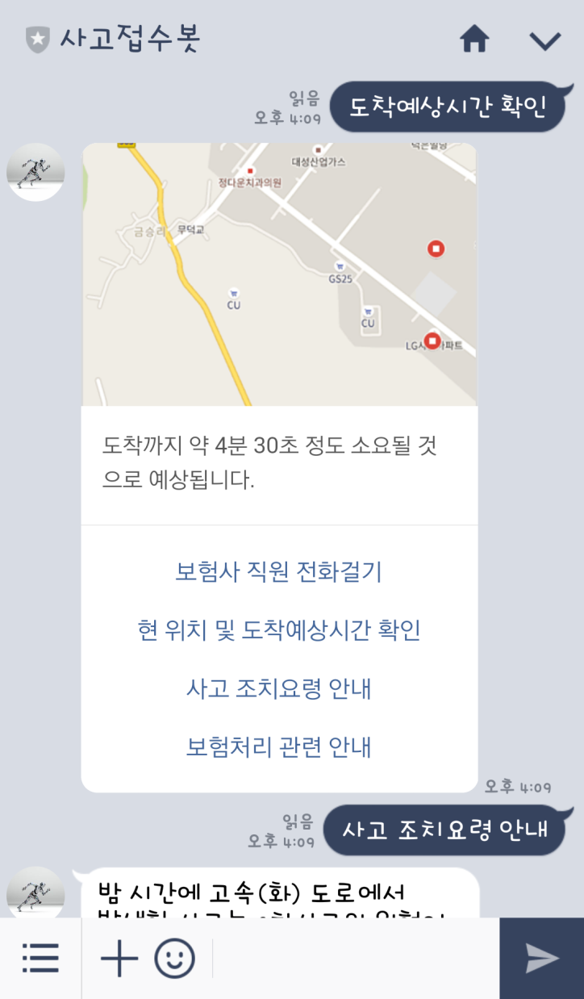 사고접수봇
읽음
오후 4:09
도착예상시간 확인
대성산업가스
정다운치과의원
금승리
무덕교
GS25
CU
CU
도착까지 약 4분 30초 정도 소요될 것
으로 예상됩니다.
보험사 직원 전화걸기
현 위치 및 도착예상시간 확인
사고 조치요령 안내
보험처리 관련 안내
오후 4:09
읽음
오후 4:09
사고 조치요령 안내
밤 시간에 고속(화) 도로에서